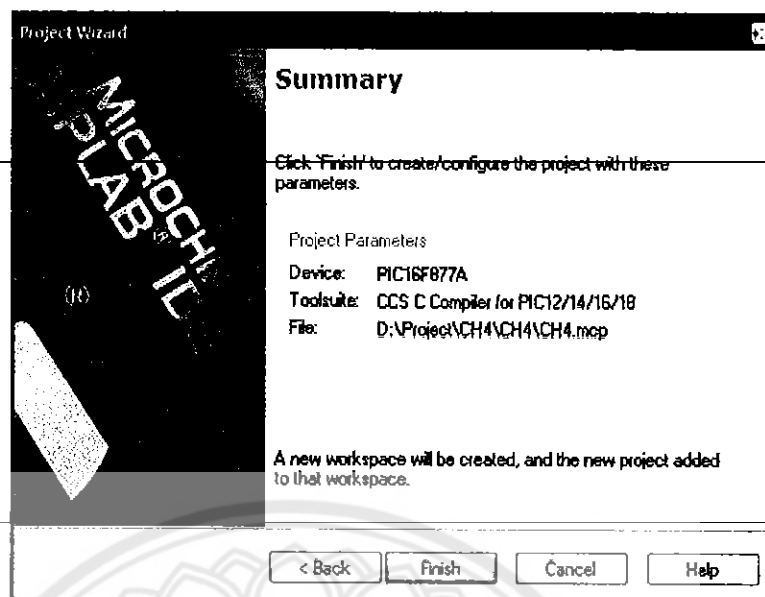 Project Wizard
MICROCHI
PLAB ® ID
(R)
Summary
Click 'Finish' to create/configure the project with these
parameters.
Project Parameters
Device: PIC16F877A
Toolsuite: CCS C Compiler for PIC12/14/16/18
File: D:\Project\CH4\CH4\CH4.mcp
A new workspace will be created, and the new project added
to that workspace.
< Back
Finish
Cancel
Help